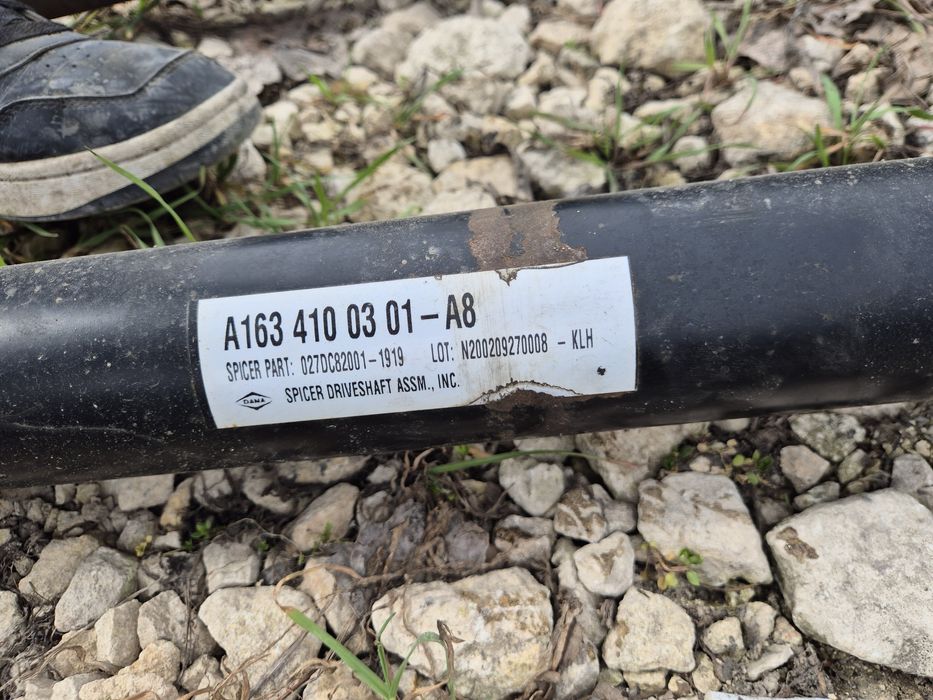 A163 410 03 01 – A8
SPICER PART: 027DC82001-1919 LOT: N200209270008 - KLH
DANA SPICER DRIVESHAFT ASSM., INC.